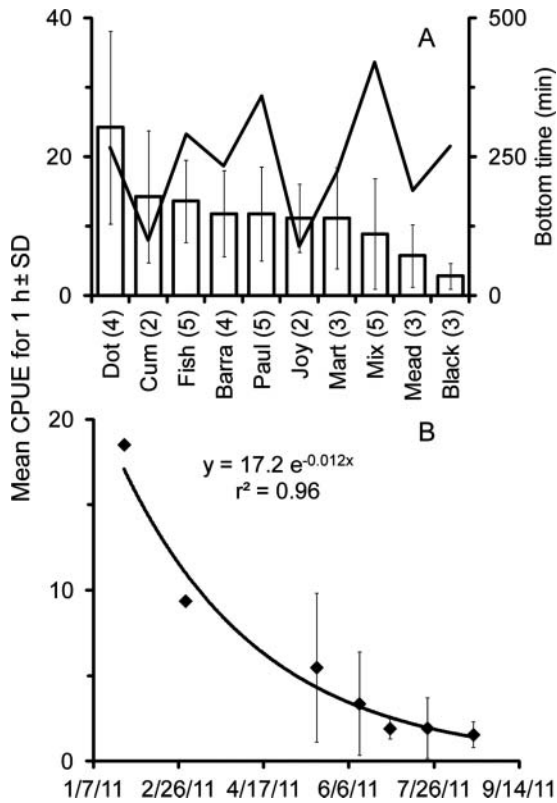 A
40
20
0
500
250
0
Bottom time (min)
Dot (4)
Cum (2)
Fish (5)
Barra (4)
Paul (5)
Joy (2)
Mart (3)
Mix (5)
Mead (3)
Black (3)
Mean CPUE for 1 h ± SD
B
20
10
0
y = 17.2 e^-0.012x
r² = 0.96
1/7/11 2/26/11 4/17/11 6/6/11 7/26/11 9/14/11